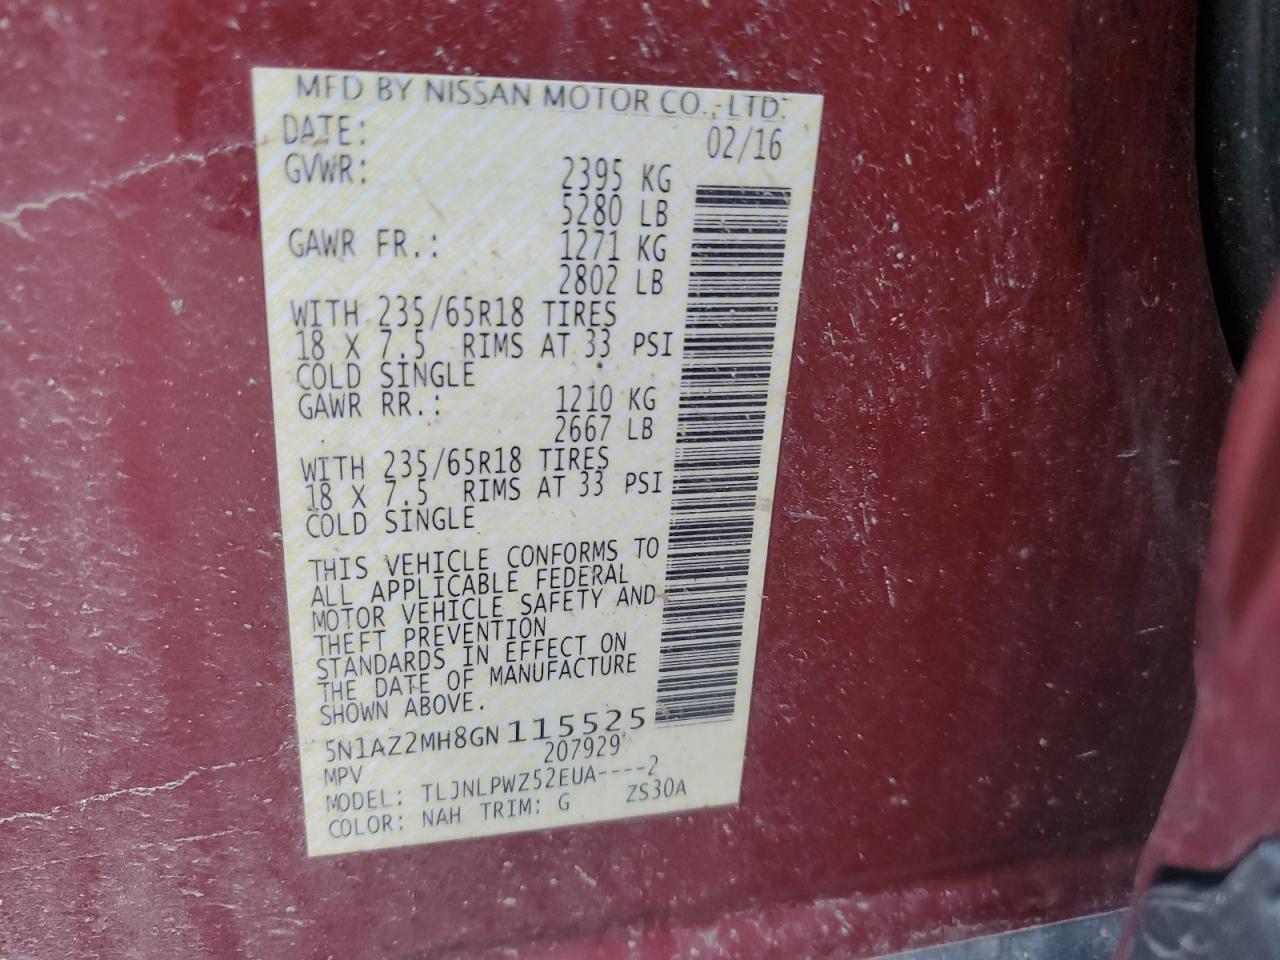 MFD BY NISSAN MOTOR CO., LTD.
DATE: 02/16
GVWR: 2395 KG
5280 LB
GAWR FR.: 1271 KG
2802 LB
WITH 235/65R18 TIRES
18 X 7.5 RIMS AT 33 PSI
COLD SINGLE
GAWR RR.: 1210 KG
2667 LB
WITH 235/65R18 TIRES
18 X 7.5 RIMS AT 33 PSI
COLD SINGLE
THIS VEHICLE CONFORMS TO
ALL APPLICABLE FEDERAL
MOTOR VEHICLE SAFETY AND
THEFT PREVENTION
STANDARDS IN EFFECT ON
THE DATE OF MANUFACTURE
SHOWN ABOVE.
5N1AZ2MH8GN115525
MPV 207929
MODEL: TLJNLPWZ52EUA----2
COLOR: NAH TRIM: G ZS30A